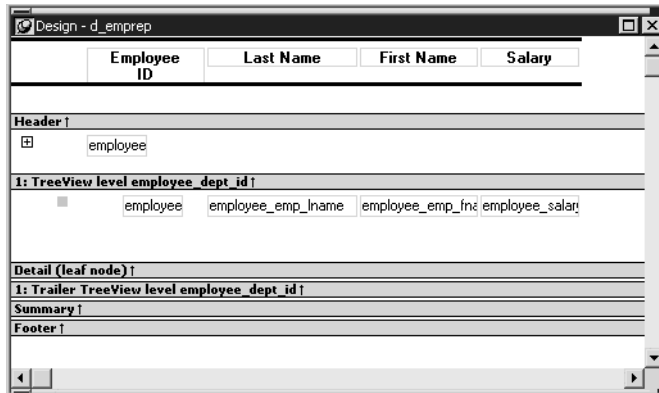 Design - d_emprep
Employee ID Last Name First Name Salary
Header ↑
employee
1: TreeView level employee_dept_id ↑
employee employee_emp_lname employee_emp_fna employee_salary
Detail (leaf node) ↑
1: Trailer TreeView level employee_dept_id ↑
Summary ↑
Footer ↑